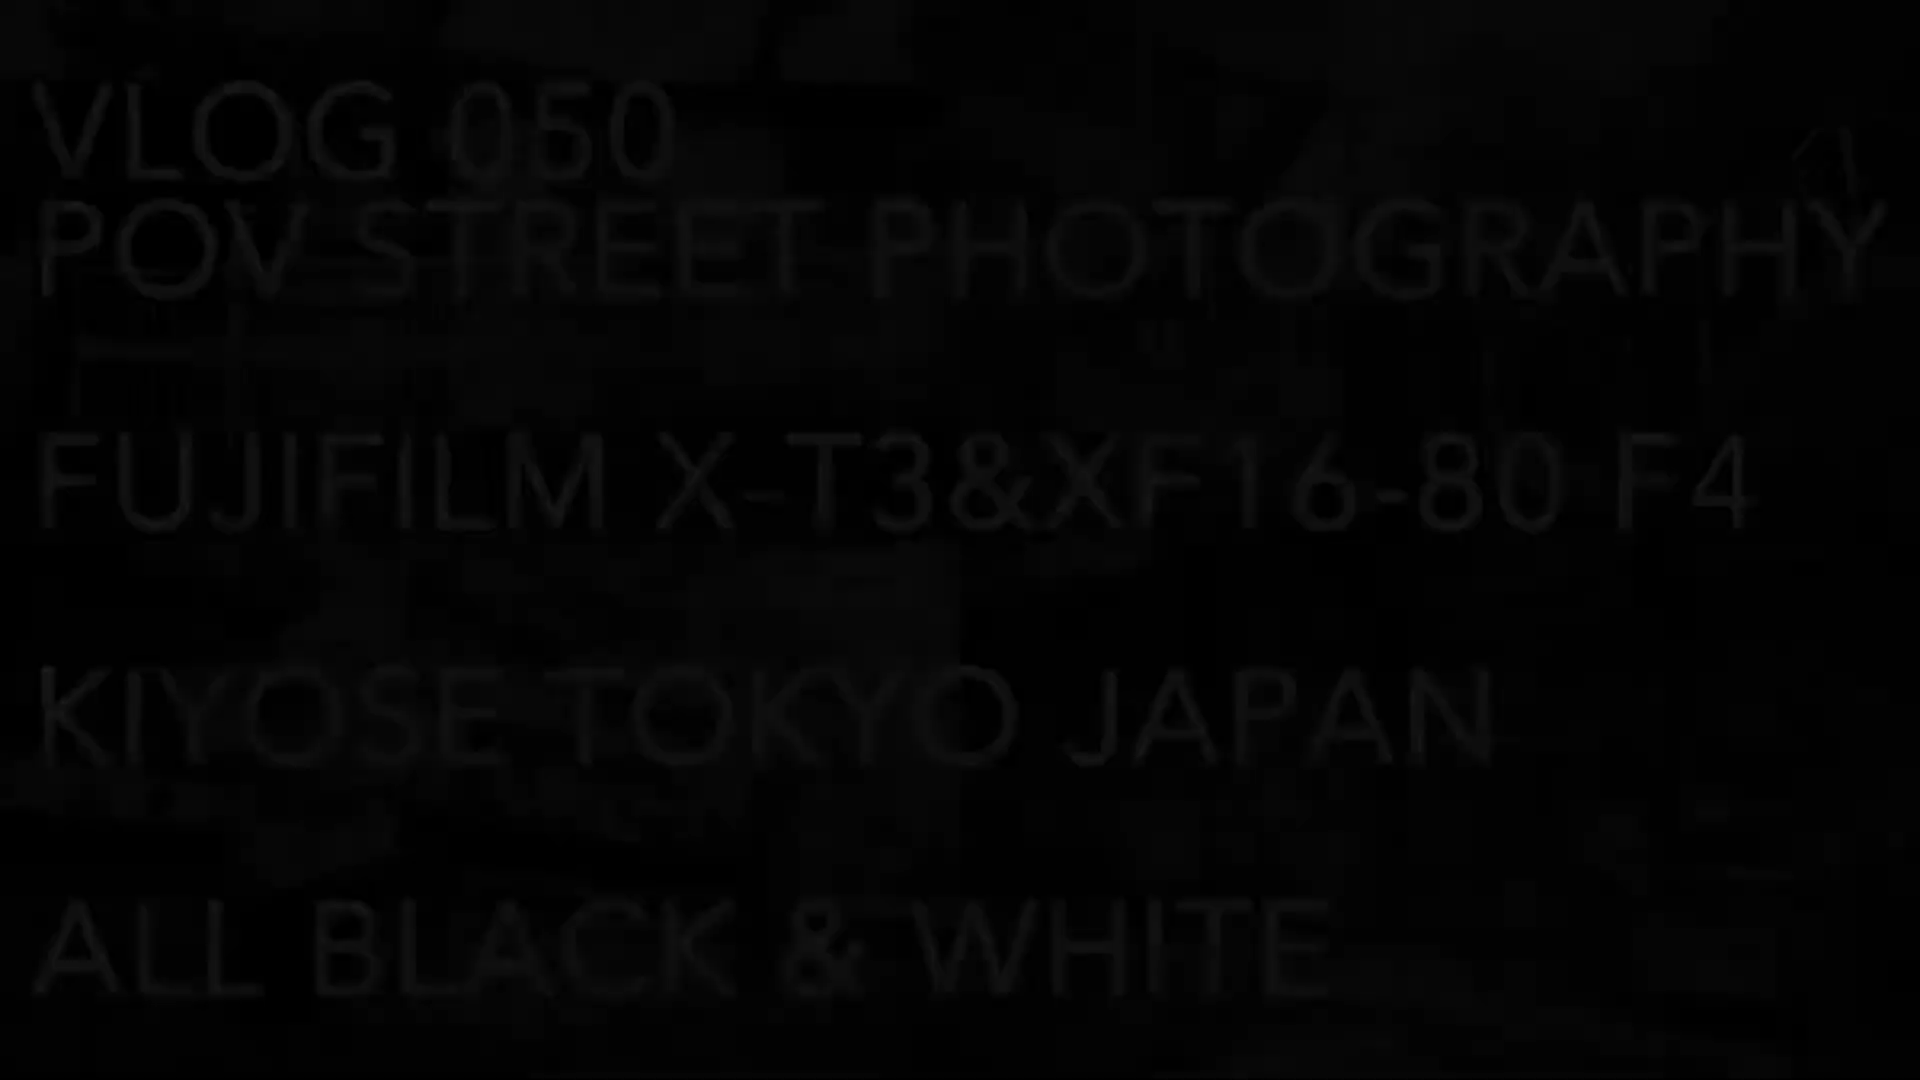 VLOG 050
POV STREET PHOTOGRAPHY
FUJIFILM X-T3&XF16-80 F4
KIYOSE TOKYO JAPAN
ALL BLACK & WHITE